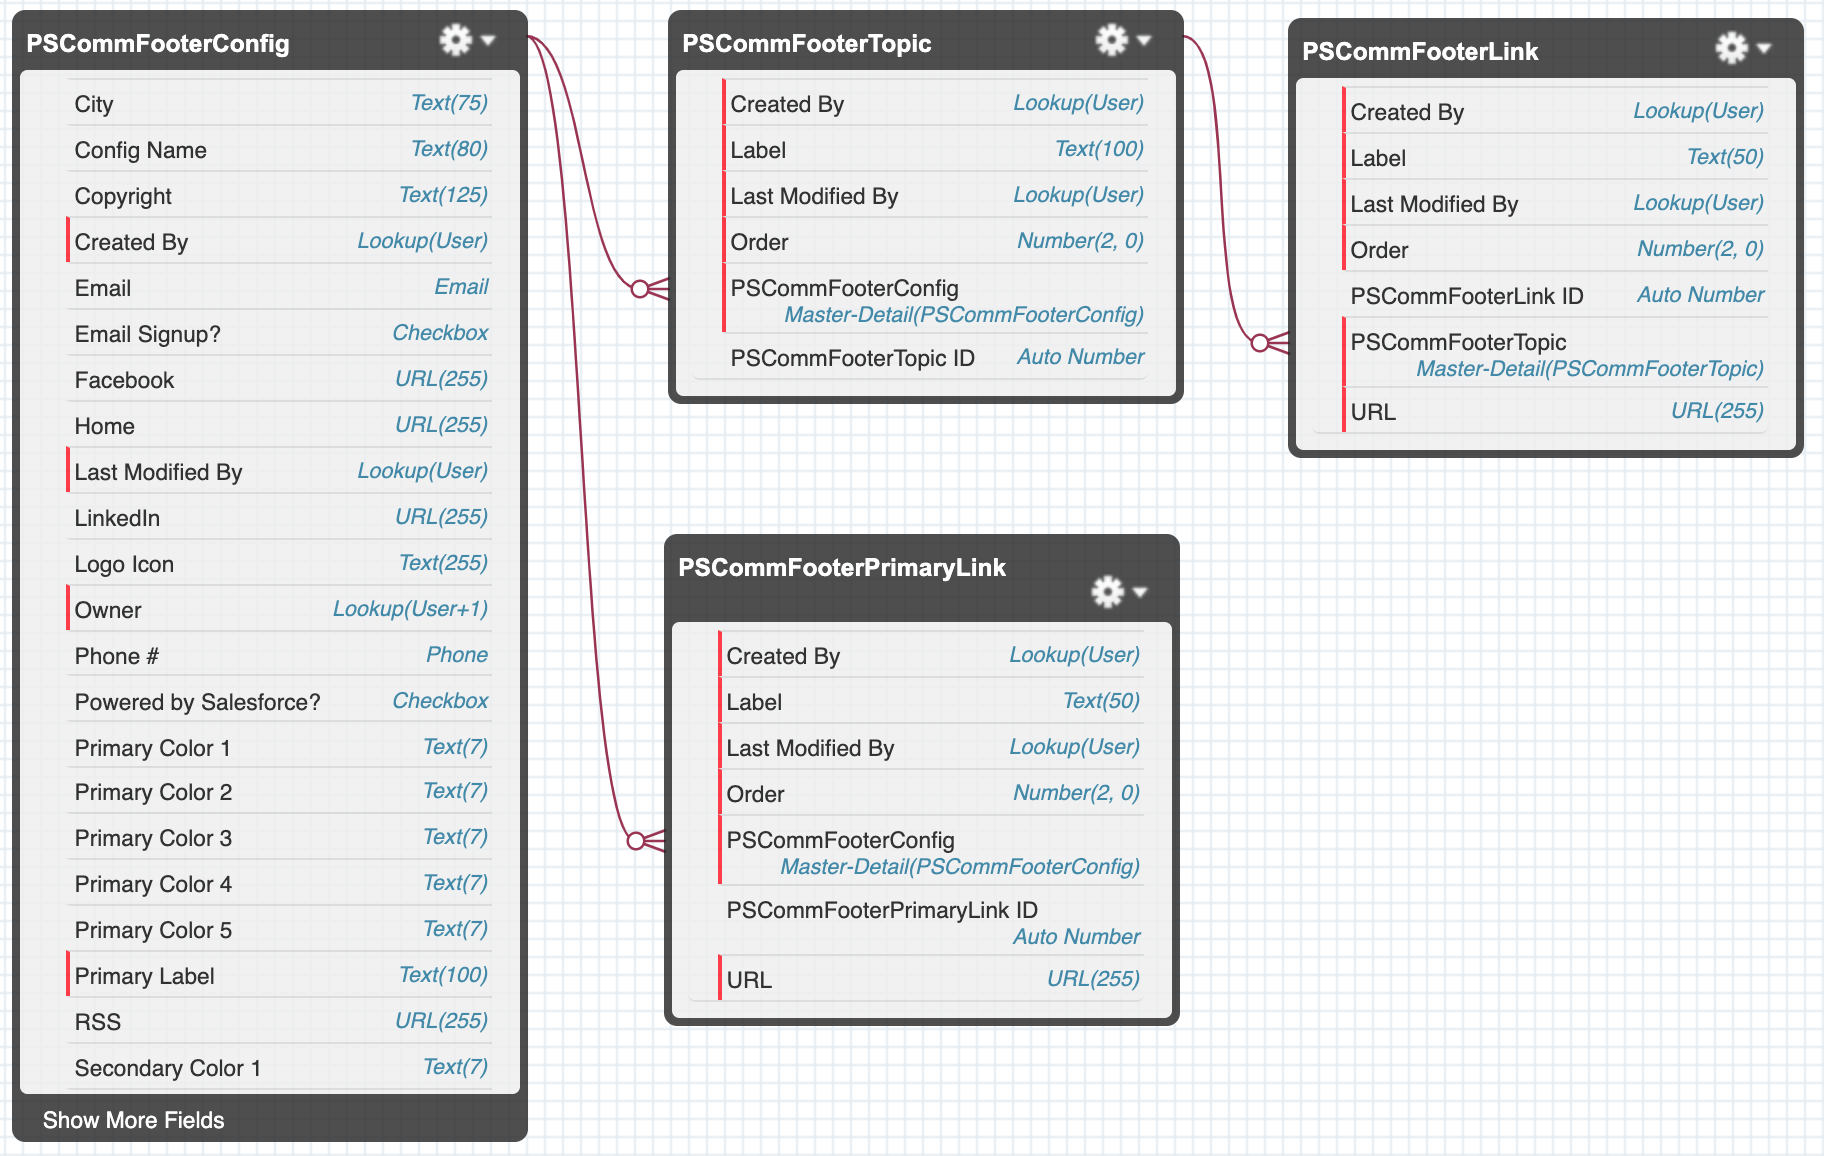 PSCommFooterConfig
City Text(75)
Config Name Text(80)
Copyright Text(125)
Created By Lookup(User)
Email Email
Email Signup? Checkbox
Facebook URL(255)
Home URL(255)
Last Modified By Lookup(User)
LinkedIn URL(255)
Logo Icon Text(255)
Owner Lookup(User+1)
Phone # Phone
Powered by Salesforce? Checkbox
Primary Color 1 Text(7)
Primary Color 2 Text(7)
Primary Color 3 Text(7)
Primary Color 4 Text(7)
Primary Color 5 Text(7)
Primary Label Text(100)
RSS URL(255)
Secondary Color 1 Text(7)
Show More Fields
PSCommFooterTopic
Created By Lookup(User)
Label Text(100)
Last Modified By Lookup(User)
Order Number(2, 0)
PSCommFooterConfig
Master-Detail(PSCommFooterConfig)
PSCommFooterTopic ID Auto Number
PSCommFooterLink
Created By Lookup(User)
Label Text(50)
Last Modified By Lookup(User)
Order Number(2, 0)
PSCommFooterLink ID Auto Number
PSCommFooterTopic
Master-Detail(PSCommFooterTopic)
URL URL(255)
PSCommFooterPrimaryLink
Created By Lookup(User)
Label Text(50)
Last Modified By Lookup(User)
Order Number(2, 0)
PSCommFooterConfig
Master-Detail(PSCommFooterConfig)
PSCommFooterPrimaryLink ID
Auto Number
URL URL(255)